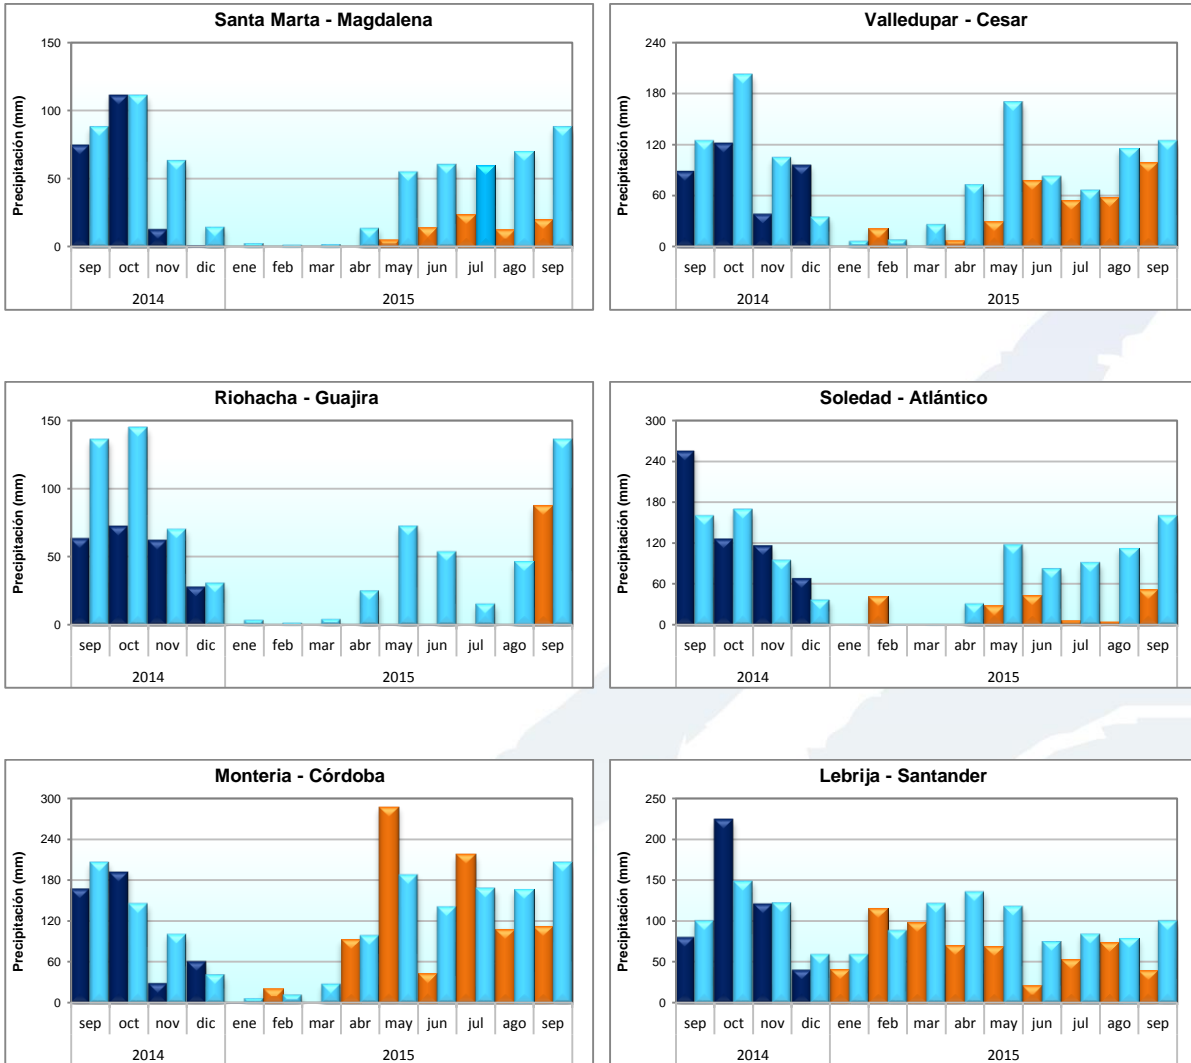 Santa Marta - Magdalena
Precipitación (mm)
150
100
50
0
sep oct nov dic ene feb mar abr may jun jul ago sep
2014 2015
Valledupar - Cesar
Precipitación (mm)
240
180
120
60
0
sep oct nov dic ene feb mar abr may jun jul ago sep
2014 2015
Riohacha - Guajira
Precipitación (mm)
150
100
50
0
sep oct nov dic ene feb mar abr may jun jul ago sep
2014 2015
Soledad - Atlántico
Precipitación (mm)
300
240
180
120
60
0
sep oct nov dic ene feb mar abr may jun jul ago sep
2014 2015
Monteria - Córdoba
Precipitación (mm)
300
240
180
120
60
0
sep oct nov dic ene feb mar abr may jun jul ago sep
2014 2015
Lebrija - Santander
Precipitación (mm)
250
200
150
100
50
0
sep oct nov dic ene feb mar abr may jun jul ago sep
2014 2015